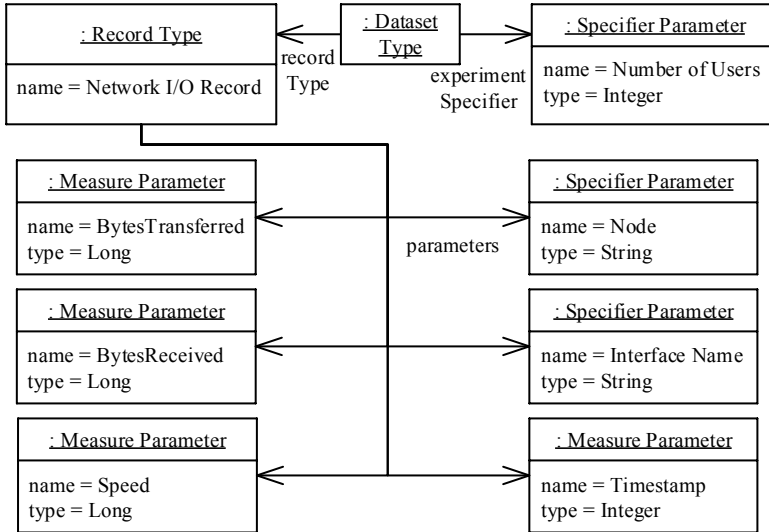 : Record Type
name = Network I/O Record
record
Type
: Dataset
Type
experiment
Specifier
: Specifier Parameter
name = Number of Users
type = Integer
: Measure Parameter
name = BytesTransferred
type = Long
parameters
: Specifier Parameter
name = Node
type = String
: Measure Parameter
name = BytesReceived
type = Long
: Specifier Parameter
name = Interface Name
type = String
: Measure Parameter
name = Speed
type = Long
: Measure Parameter
name = Timestamp
type = Integer